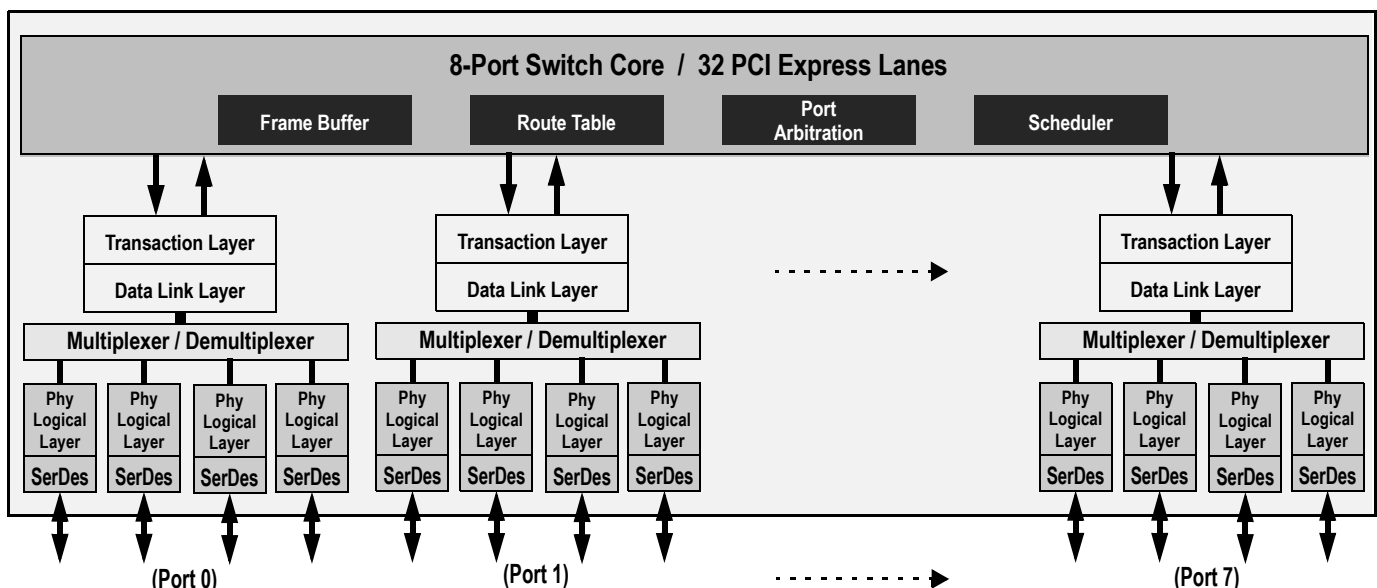 8-Port Switch Core / 32 PCI Express Lanes
Frame Buffer
Route Table
Port
Arbitration
Scheduler
Transaction Layer
Data Link Layer
Multiplexer / Demultiplexer
Phy
Logical
Layer
SerDes
Phy
Logical
Layer
SerDes
Phy
Logical
Layer
SerDes
Phy
Logical
Layer
SerDes
(Port 0)
Transaction Layer
Data Link Layer
Multiplexer / Demultiplexer
Phy
Logical
Layer
SerDes
Phy
Logical
Layer
SerDes
Phy
Logical
Layer
SerDes
Phy
Logical
Layer
SerDes
(Port 1)
Transaction Layer
Data Link Layer
Multiplexer / Demultiplexer
Phy
Logical
Layer
SerDes
Phy
Logical
Layer
SerDes
Phy
Logical
Layer
SerDes
Phy
Logical
Layer
SerDes
(Port 7)